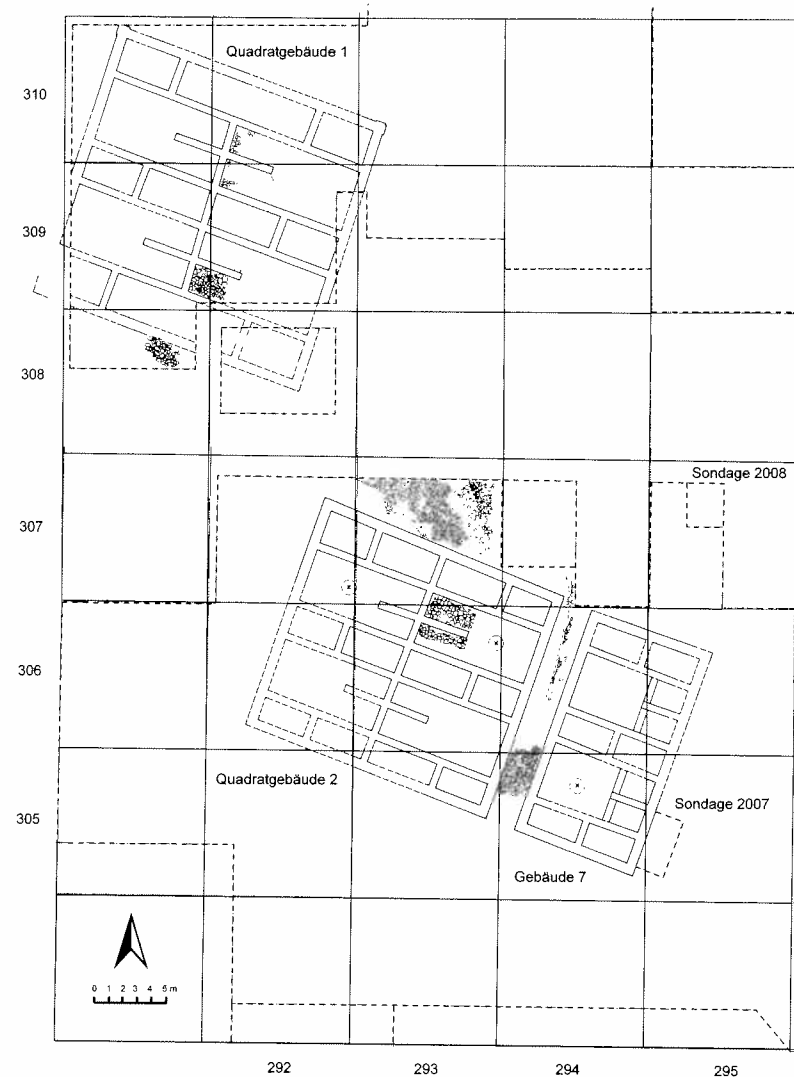 Quadratgebäude 1
310
309
308
Sondage 2008
307
306
Quadratgebäude 2
Sondage 2007
305
Gebäude 7
0 1 2 3 4 5 m
292 293 294 295